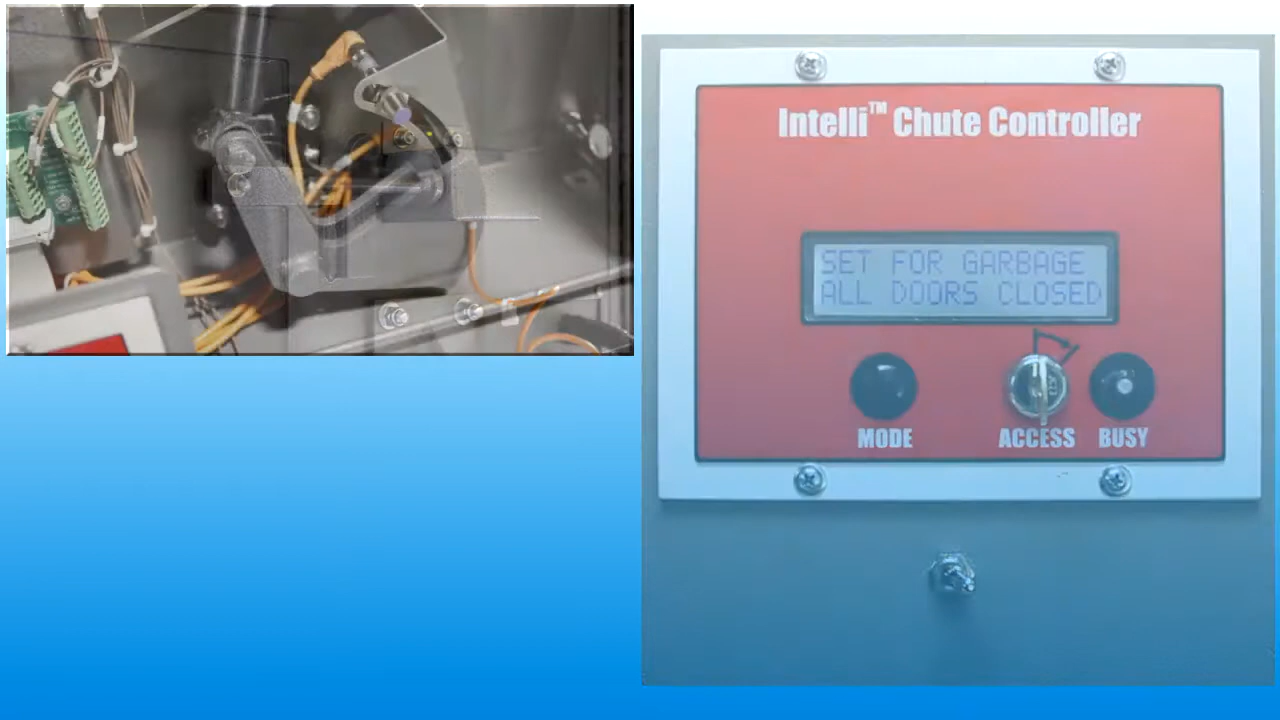 Intelli™ Chute Controller
SET FOR GARBAGE
ALL DOORS CLOSED
MODE
ACCESS
BUSY